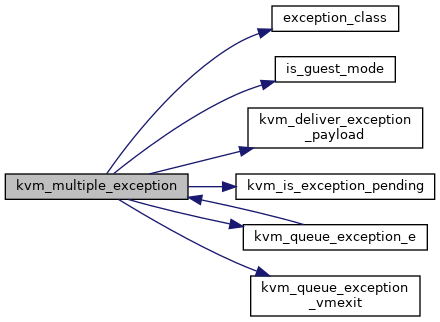 exception_class
is_guest_mode
kvm_deliver_exception
_payload
kvm_multiple_exception
kvm_is_exception_pending
kvm_queue_exception_e
kvm_queue_exception
_vmexit